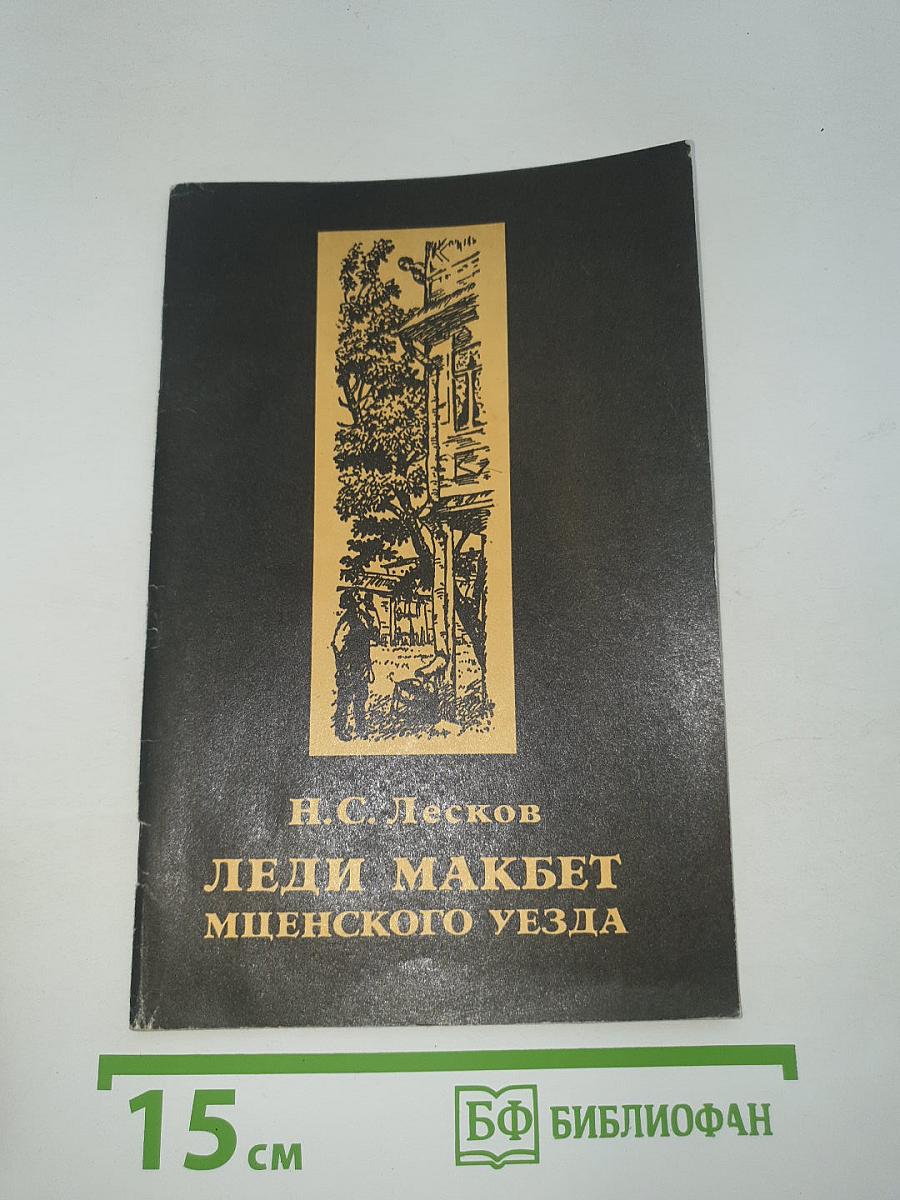 Н.С. Лесков
ЛЕДИ МАКБЕТ
МЦЕНСКОГО УЕЗДА
15 см
БФ БИБЛИОФАН